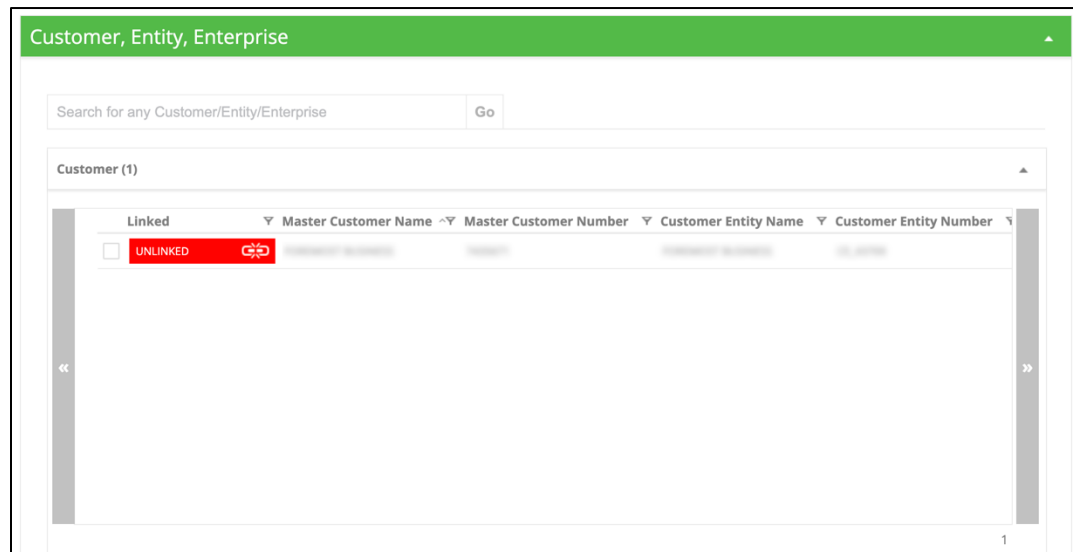 Customer, Entity, Enterprise
Search for any Customer/Entity/Enterprise Go
Customer (1)
Linked Master Customer Name Master Customer Number Customer Entity Name Customer Entity Number
UNLINKED
« »
1